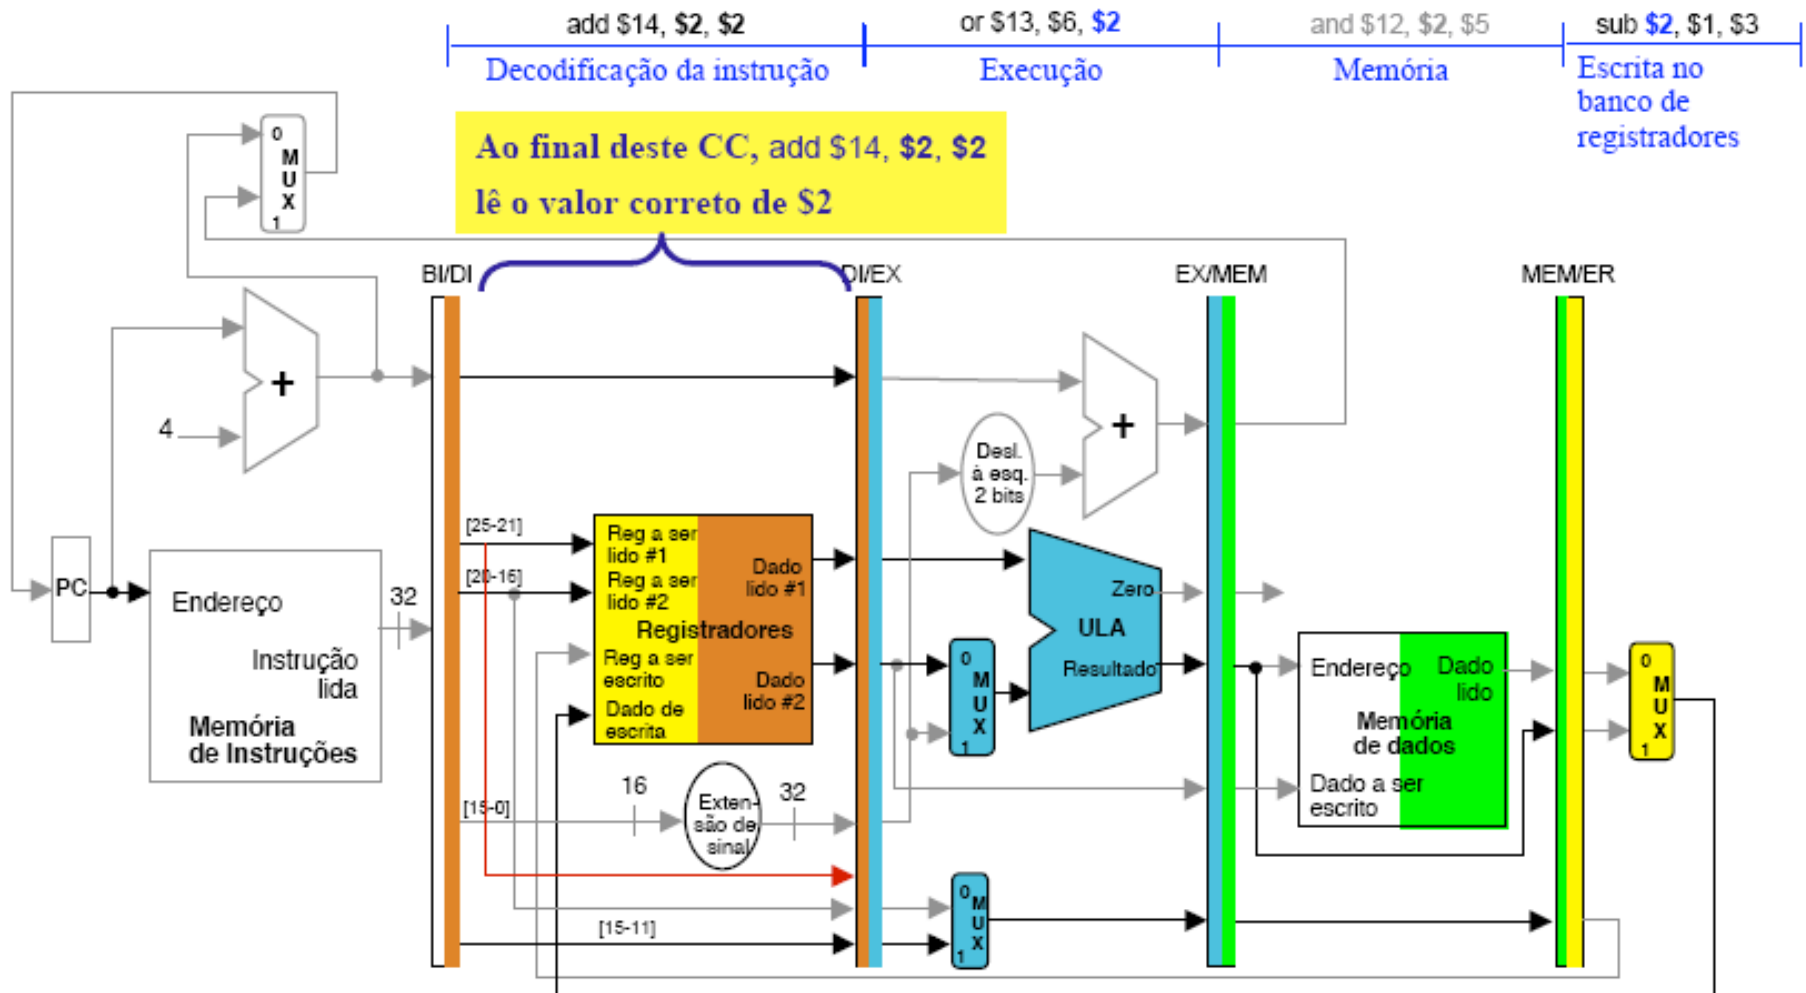 add $14, $2, $2
or $13, $6, $2
and $12, $2, $5
sub $2, $1, $3
Decodificação da instrução
Execução
Memória
Escrita no
banco de
registradores
Ao final deste CC, add $14, $2, $2
lê o valor correto de $2
0
M
U
X
1
BI/DI
DI/EX
EX/MEM
MEM/ER
+
4
+
Desl.
à esq.
2 bits
PC
Endereço
Instrução
lida
Memória
de Instruções
32
[25-21]
[20-16]
Reg a ser
lido #1
Reg a ser
lido #2
Registradores
Reg a ser
escrito
Dado de
escrita
Dado
lido #1
Dado
lido #2
Zero
ULA
Resultado
0
M
U
X
1
Endereço
Dado
lido
Memória
de dados
Dado a ser
escrito
0
M
U
X
1
[15-0]
16
Exten-
são de
sinal
32
0
M
U
X
1
[15-11]